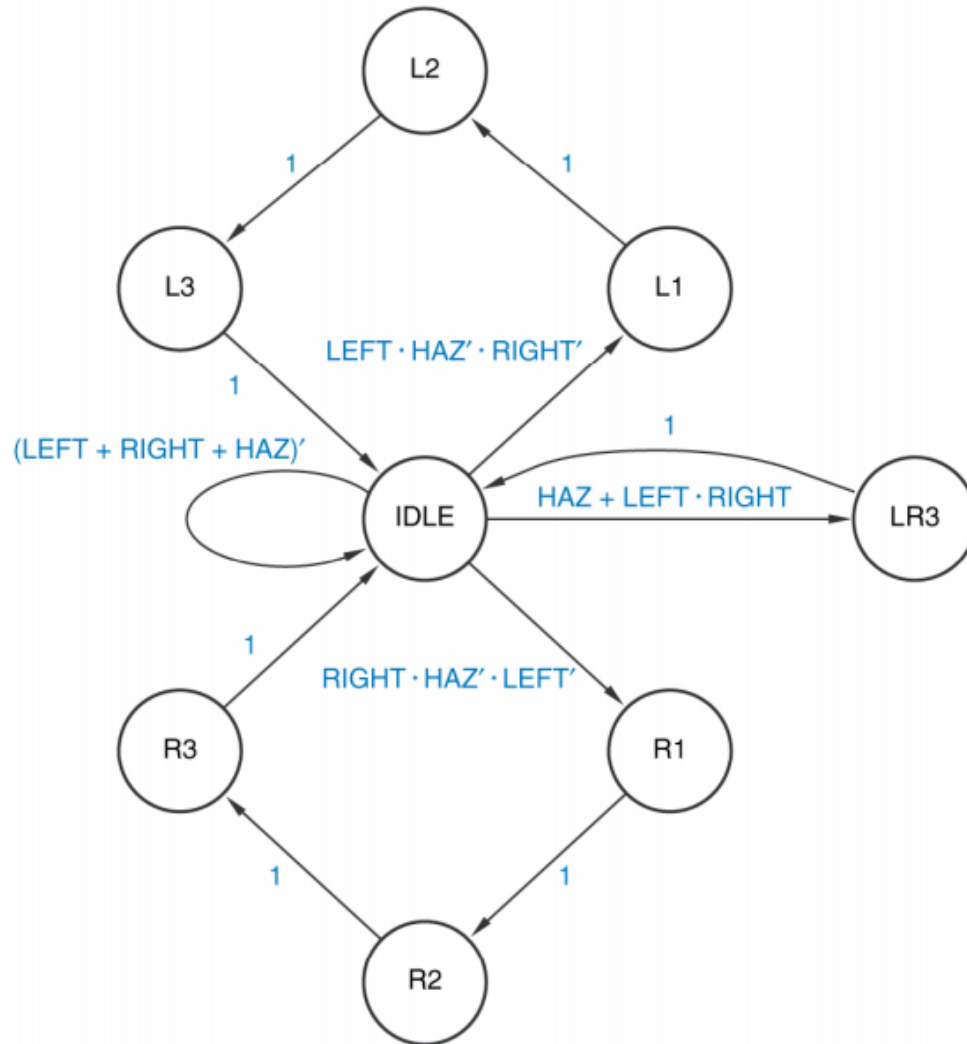 L2
1
1
L3
L1
LEFT · HAZ′ · RIGHT′
1
1
(LEFT + RIGHT + HAZ)′
HAZ + LEFT · RIGHT
IDLE
LR3
1
RIGHT · HAZ′ · LEFT′
R3
R1
1
1
R2